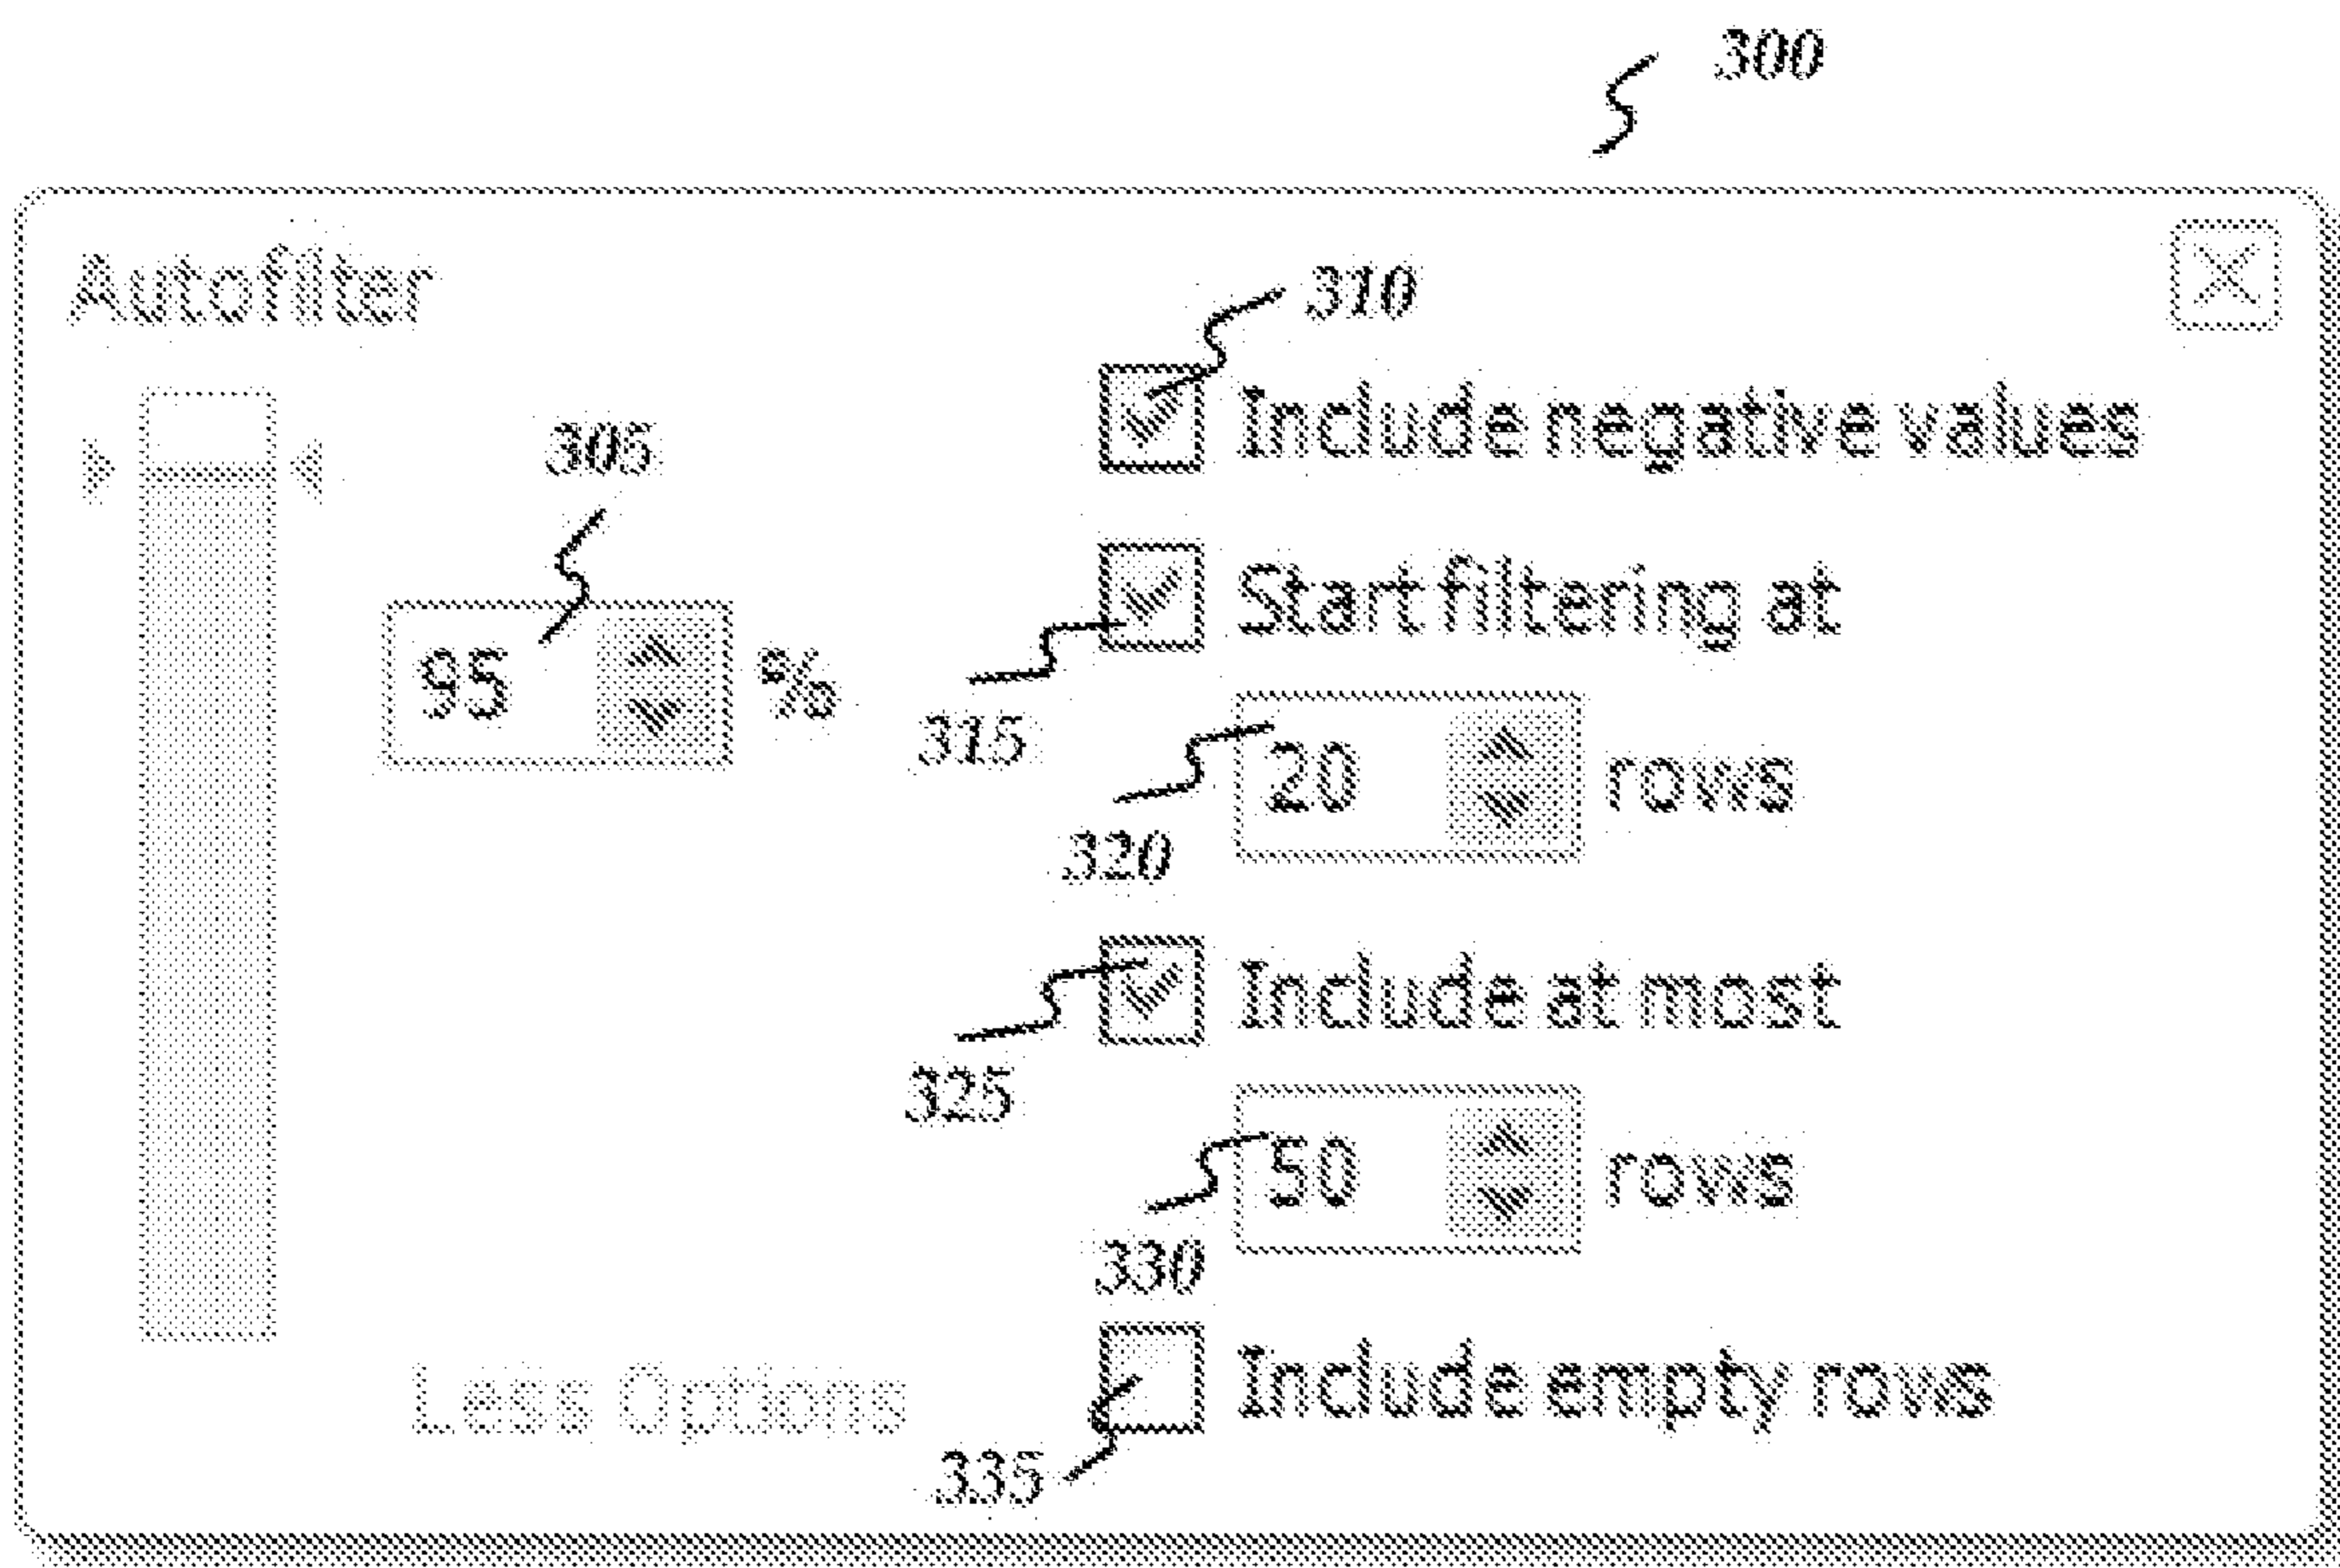 300
Autofilter
310
Include negative values
305
Start filtering at
95 %
315
20 rows
320
Include at most
325
50 rows
330
Include empty rows
Less Options
335